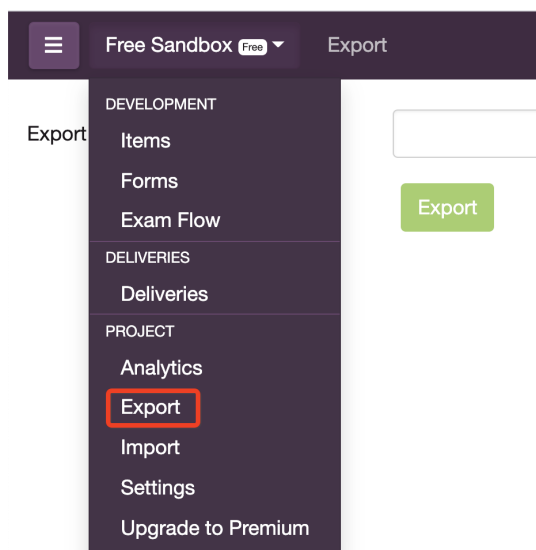 ☰ Free Sandbox Free Export
DEVELOPMENT
Export
Items
Forms
Export
Exam Flow
DELIVERIES
Deliveries
PROJECT
Analytics
Export
Import
Settings
Upgrade to Premium